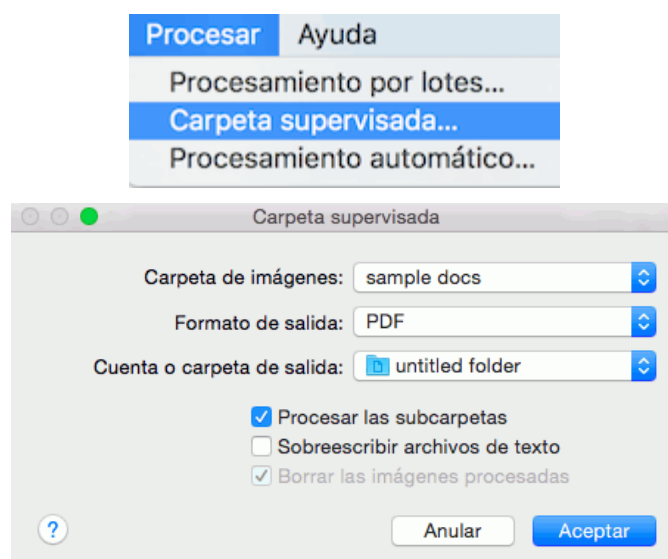 Procesar Ayuda
Procesamiento por lotes...
Carpeta supervisada...
Procesamiento automático...
Carpeta supervisada
Carpeta de imágenes: sample docs
Formato de salida: PDF
Cuenta o carpeta de salida: untitled folder
Procesar las subcarpetas
Sobreescribir archivos de texto
Borrar las imágenes procesadas
? Anular Aceptar